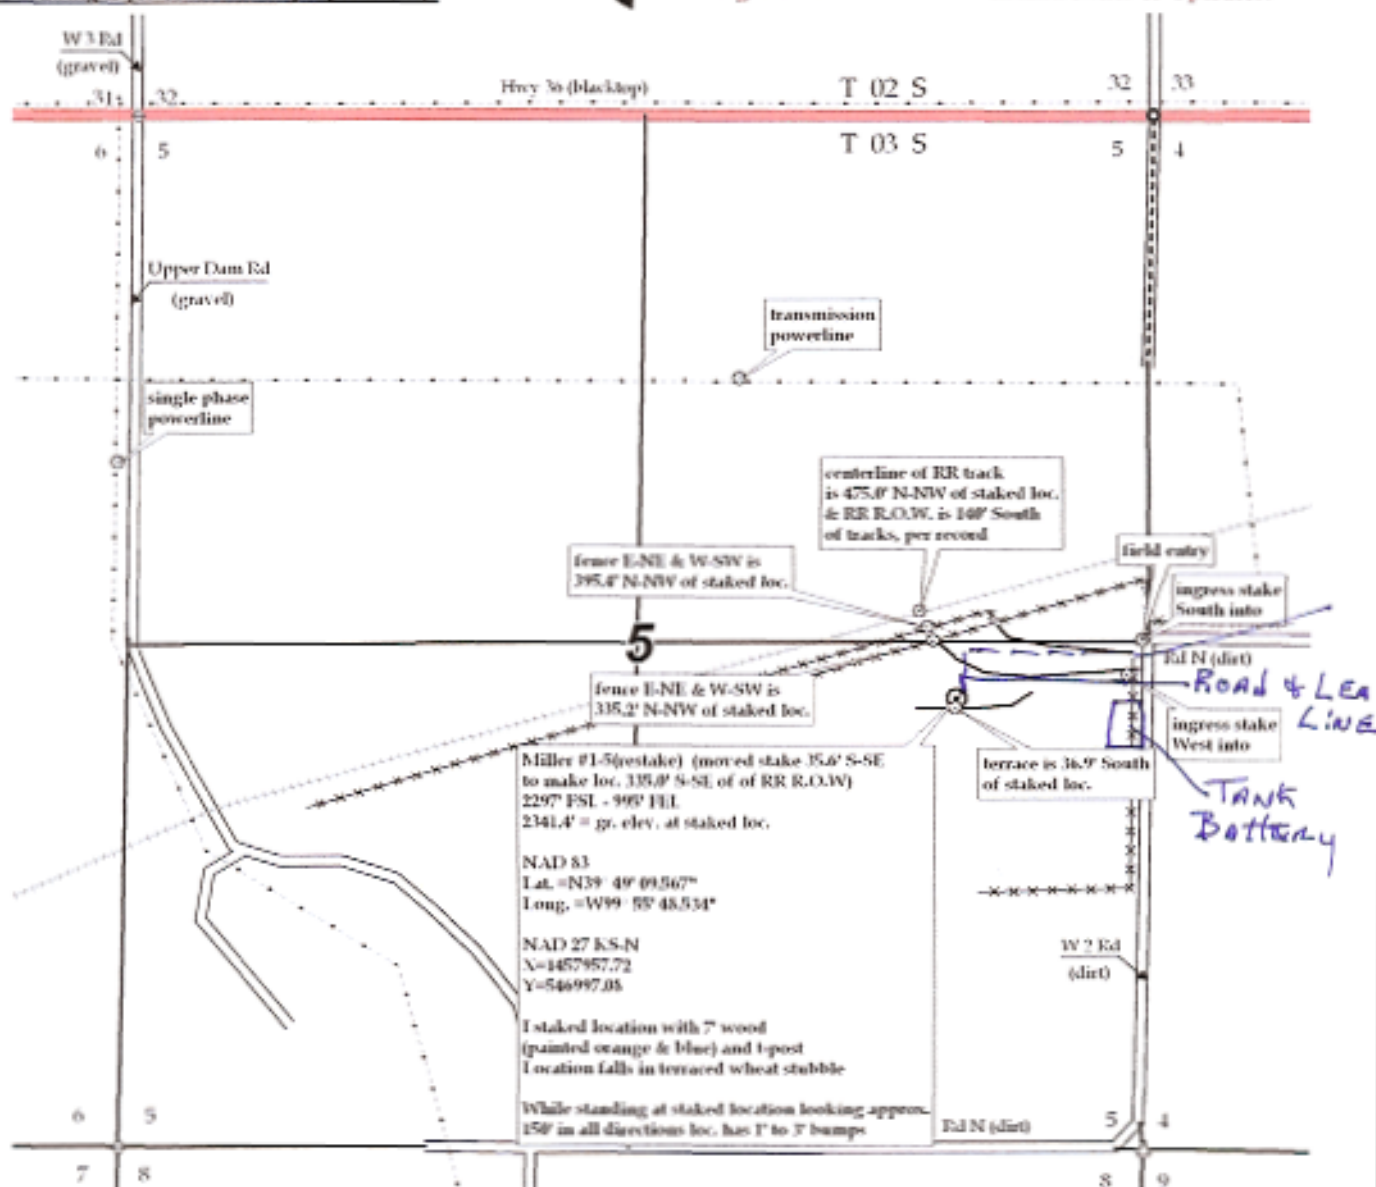 W 3 Rd
(gravel)
31 32
Hwy 36 (blacktop)
T 02 S
32 33
6 5
T 03 S
5 4
Upper Dam Rd
(gravel)
transmission
powerline
single phase
powerline
centerline of RR track
is 475.0' N-NW of staked loc.
& RR R.O.W. is 140' South
of tracks, per record
fence E-NE & W-SW is
395.4' N-NW of staked loc.
field entry
ingress stake
South into
5
Rd N (dirt)
fence E-NE & W-SW is
335.2' N-NW of staked loc.
ROAD & LEA
LINE
ingress stake
West into
terrace is 36.9' South
of staked loc.
TANK
BATTERY
Miller #1-5(restake) (moved stake 35.6' S-SE
to make loc. 335.0' S-SE of of RR R.O.W)
2297' FSL - 995' FEL
2341.4' = gr. elev. at staked loc.
NAD 83
Lat. =N39° 49' 09.567"
Long. =W99° 55' 48.534"
NAD 27 KS-N
X=1457957.72
Y=546997.08
I staked location with 7' wood
(painted orange & blue) and t-post
Location falls in terraced wheat stubble
While standing at staked location looking approx.
150' in all directions loc. has 1' to 3' bumps
W 2 Rd
(dirt)
Rd N (dirt)
6 5
5 4
7 8
8 9